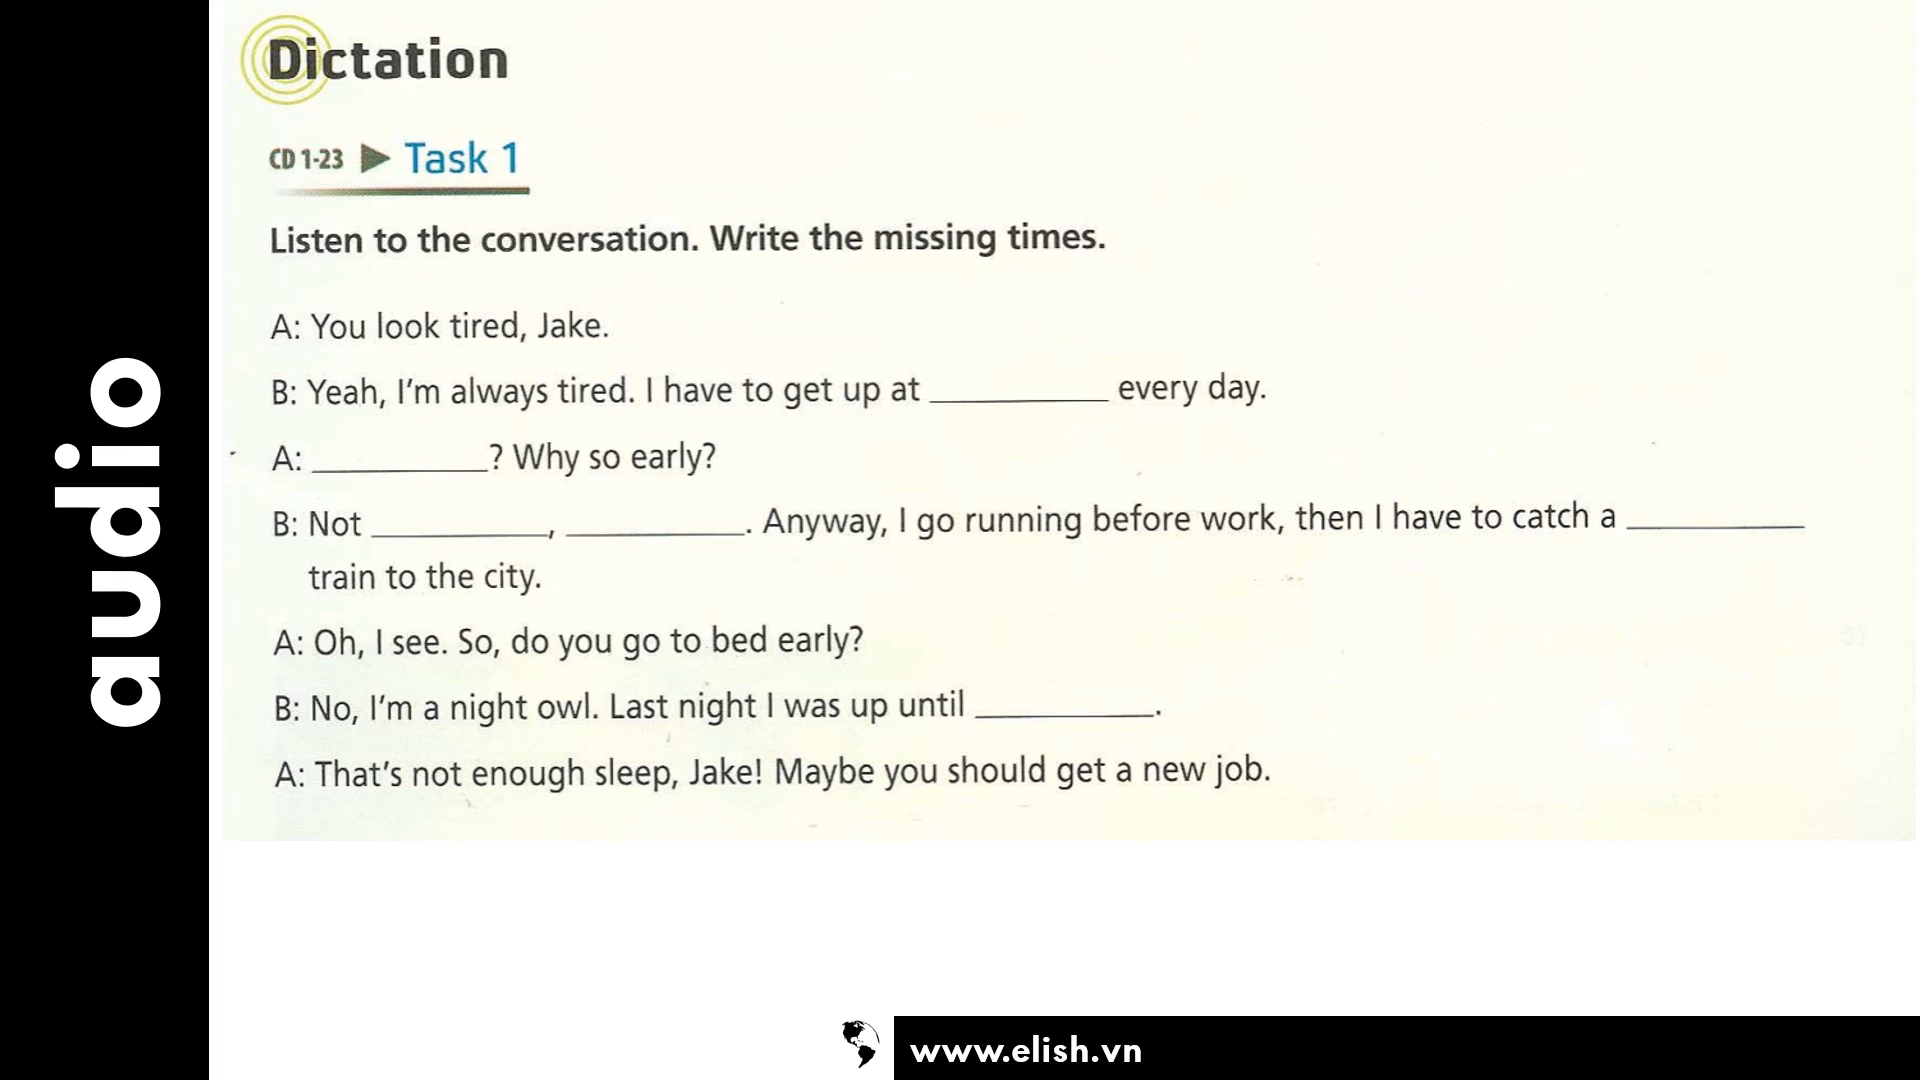 audio
Dictation
CD 1-23 ▶ Task 1
Listen to the conversation. Write the missing times.
A: You look tired, Jake.
B: Yeah, I'm always tired. I have to get up at __________ every day.
A: __________? Why so early?
B: Not __________, __________. Anyway, I go running before work, then I have to catch a __________
train to the city.
A: Oh, I see. So, do you go to bed early?
B: No, I'm a night owl. Last night I was up until __________.
A: That's not enough sleep, Jake! Maybe you should get a new job.
www.elish.vn